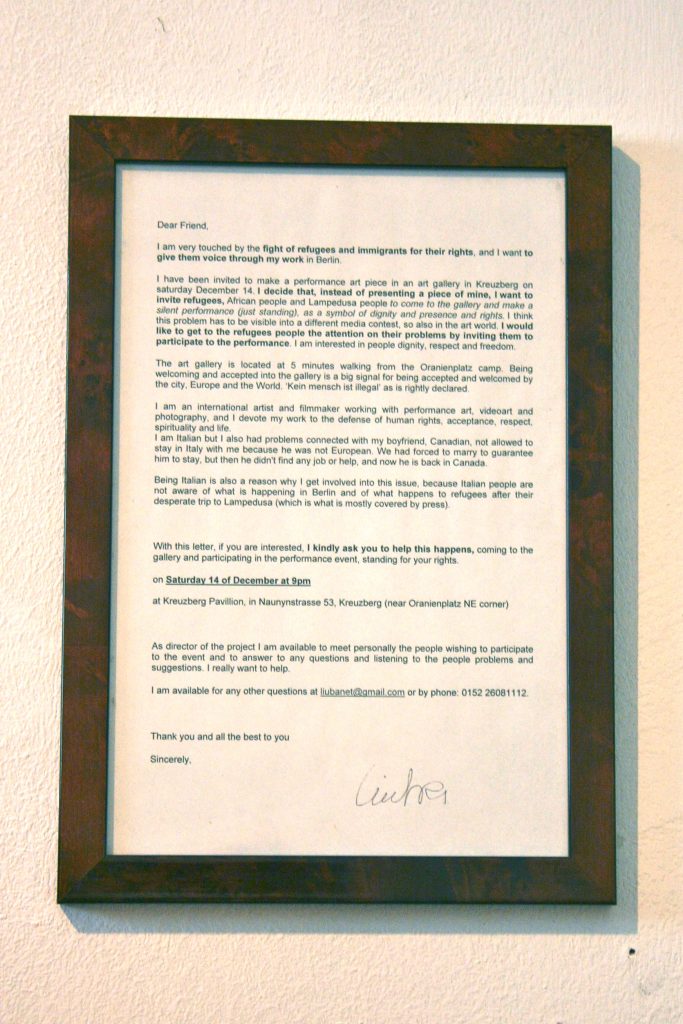 Dear Friend,
I am very touched by the fight of refugees and immigrants for their rights, and I want to
give them voice through my work in Berlin.
I have been invited to make a performance art piece in an art gallery in Kreuzberg on
saturday December 14. I decide that, instead of presenting a piece of mine, I want to
invite refugees, African people and Lampedusa people to come to the gallery and make a
silent performance (just standing), as a symbol of dignity and presence and rights. I think
this problem has to be visible into a different media contest, so also in the art world. I would
like to get to the refugees people the attention on their problems by inviting them to
participate to the performance. I am interested in people dignity, respect and freedom.
The art gallery is located at 5 minutes walking from the Oranienplatz camp. Being
welcoming and accepted into the gallery is a big signal for being accepted and welcomed by
the city, Europe and the World. 'Kein mensch ist illegal' as is rightly declared.
I am an international artist and filmmaker working with performance art, videoart and
photography, and I devote my work to the defense of human rights, acceptance, respect,
spirituality and life.
I am Italian but I also had problems connected with my boyfriend, Canadian, not allowed to
stay in Italy with me because he was not European. We had forced to marry to guarantee
him to stay, but then he didn't find any job or help, and now he is back in Canada.
Being Italian is also a reason why I get involved into this issue, because Italian people are
not aware of what is happening in Berlin and of what happens to refugees after their
desperate trip to Lampedusa (which is what is mostly covered by press).
With this letter, if you are interested, I kindly ask you to help this happens, coming to the
gallery and participating in the performance event, standing for your rights.
on Saturday 14 of December at 9pm
at Kreuzberg Pavillion, in Naunynstrasse 53, Kreuzberg (near Oranienplatz NE corner)
As director of the project I am available to meet personally the people wishing to participate
to the event and to answer to any questions and listening to the people problems and
suggestions. I really want to help.
I am available for any other questions at liubanet@gmail.com or by phone: 0152 26081112.
Thank you and all the best to you
Sincerely,
Liuba